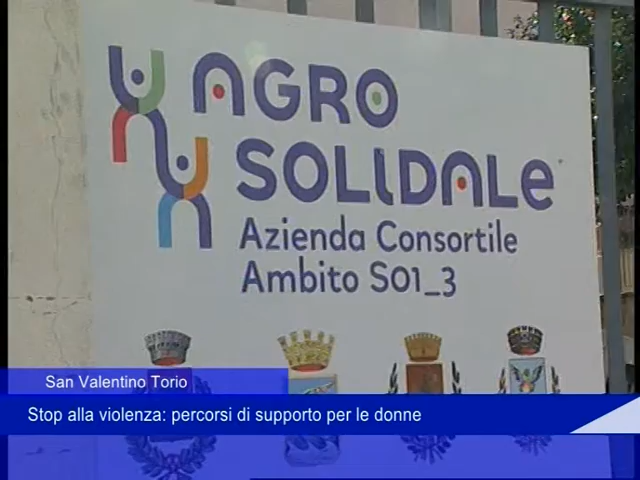 AGRO
SOLIDALE
Azienda Consortile
Ambito S01_3
San Valentino Torio
Stop alla violenza: percorsi di supporto per le donne